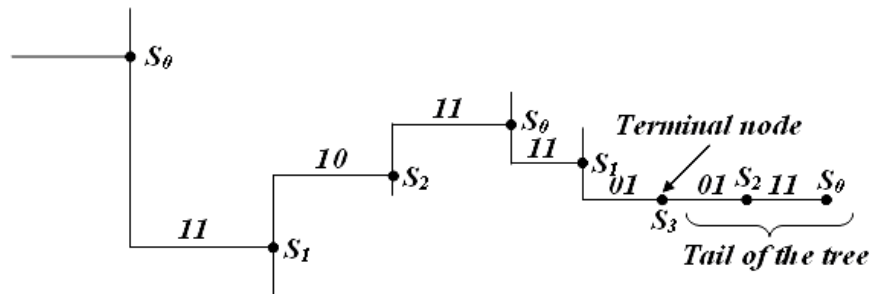 S0
11
S0
Terminal node
10
11
S1
S2
01
01
S2
11
S0
S3
11
S1
Tail of the tree